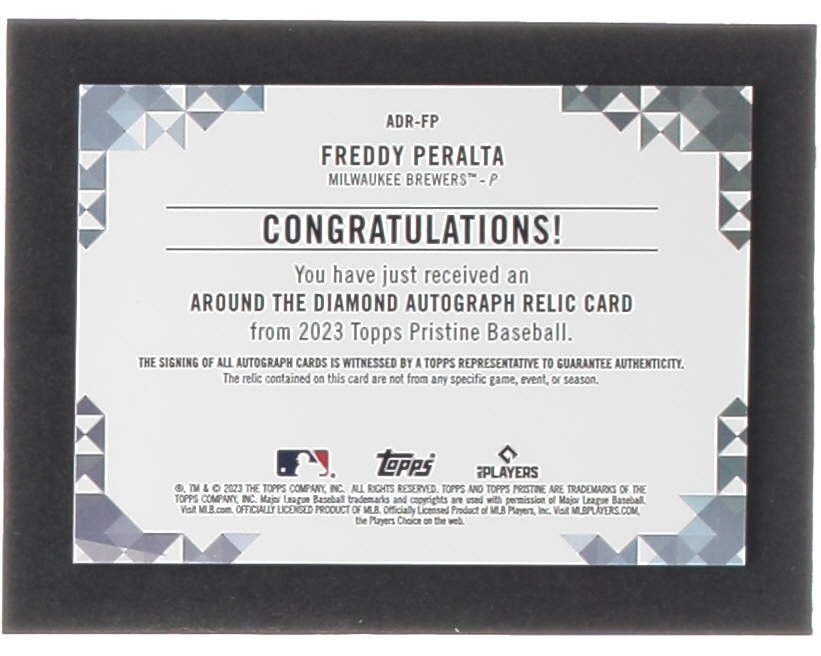 ADR-FP
FREDDY PERALTA
MILWAUKEE BREWERS™ - P
CONGRATULATIONS!
You have just received an
AROUND THE DIAMOND AUTOGRAPH RELIC CARD
from 2023 Topps Pristine Baseball.
THE SIGNING OF ALL AUTOGRAPH CARDS IS WITNESSED BY A TOPPS REPRESENTATIVE TO GUARANTEE AUTHENTICITY.
The relic contained on this card are not from any specific game, event, or season.
Topps PLAYERS
®, TM & © 2023 THE TOPPS COMPANY, INC. ALL RIGHTS RESERVED. TOPPS AND TOPPS PRISTINE ARE TRADEMARKS OF THE
TOPPS COMPANY, INC. Major League Baseball trademarks and copyrights are used with permission of Major League Baseball.
Visit MLB.com. OFFICIALLY LICENSED PRODUCT OF MLB. Officially Licensed Product of MLB Players, Inc. Visit MLBPLAYERS.COM,
the Players Choice on the web.